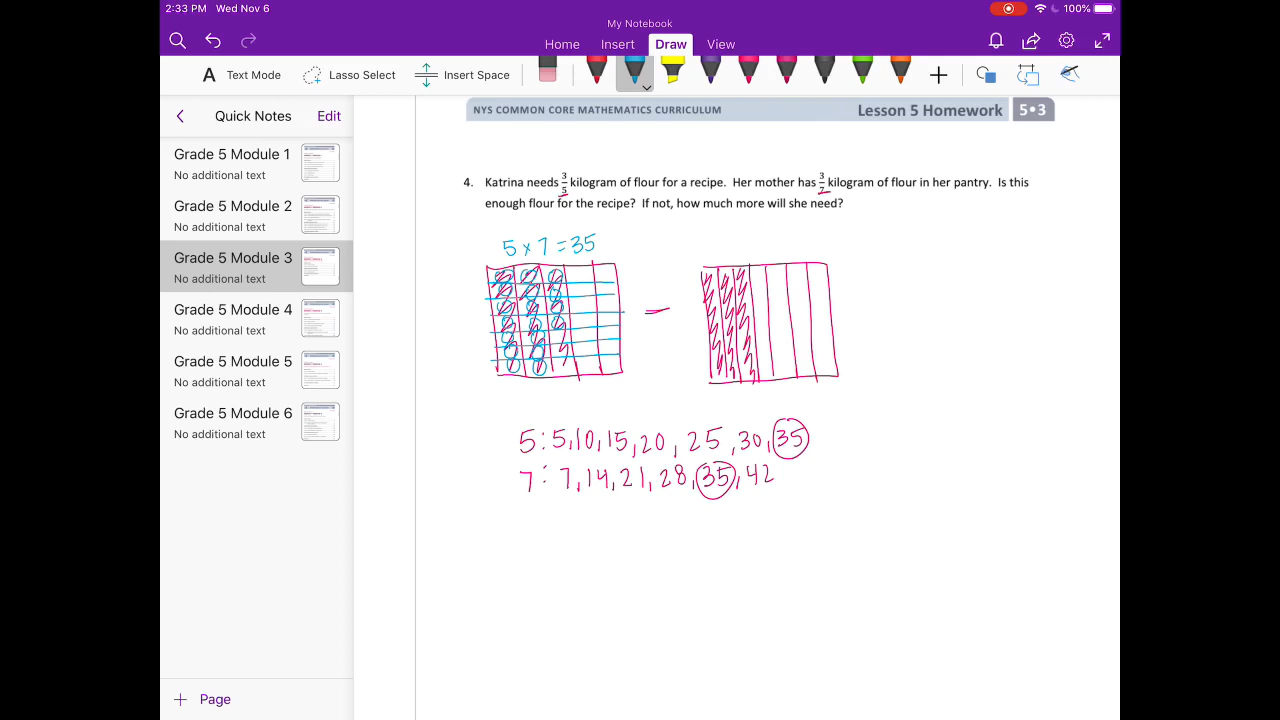 2:33 PM Wed Nov 6
100%
My Notebook
Home Insert Draw View
A Text Mode Lasso Select Insert Space
Quick Notes Edit
Grade 5 Module 1
No additional text
Grade 5 Module 2
No additional text
Grade 5 Module 3
No additional text
Grade 5 Module 4
No additional text
Grade 5 Module 5
No additional text
Grade 5 Module 6
No additional text
+ Page
NYS COMMON CORE MATHEMATICS CURRICULUM Lesson 5 Homework 5•3
4. Katrina needs 3/5 kilogram of flour for a recipe. Her mother has 3/7 kilogram of flour in her pantry. Is this
enough flour for the recipe? If not, how much more will she need?
5 × 7 = 35
−
5: 5, 10, 15, 20, 25, 30, 35
7: 7, 14, 21, 28, 35, 42